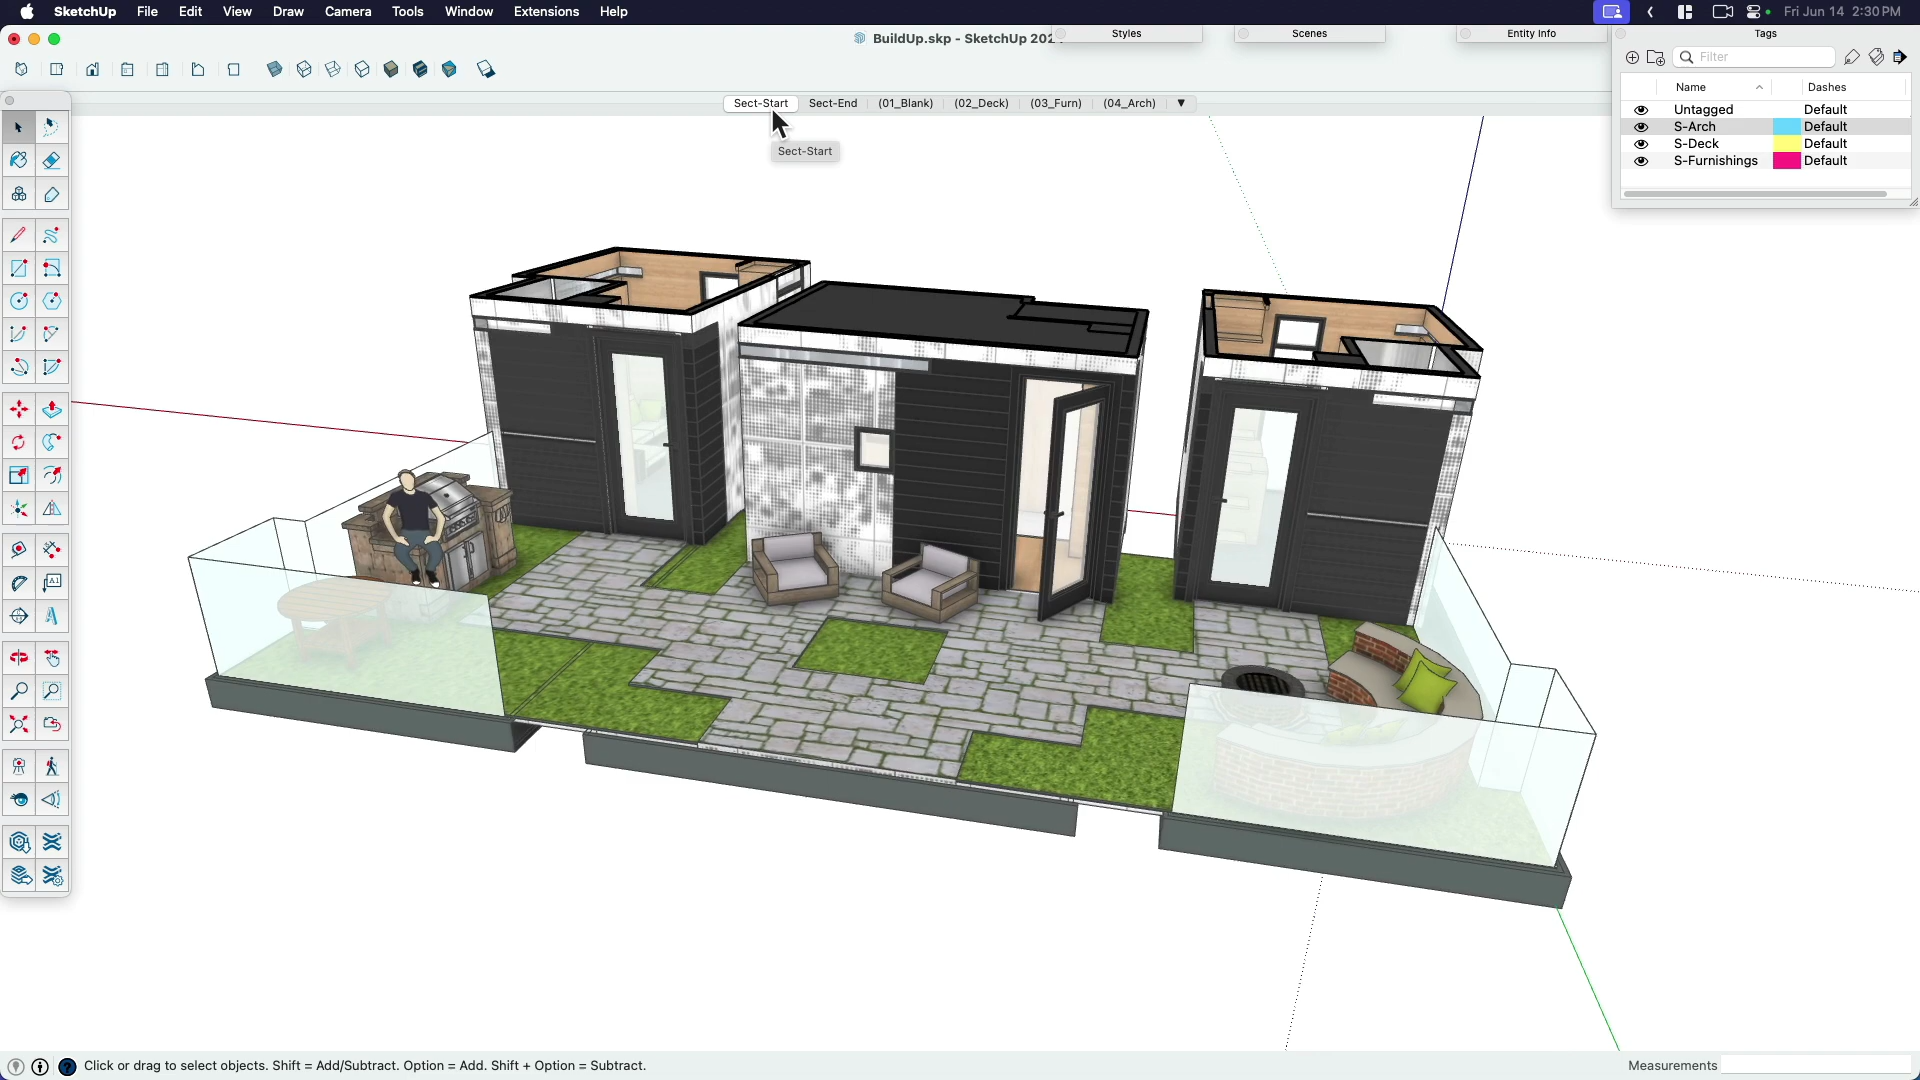 SketchUp File Edit View Draw Camera Tools Window Extensions Help Fri Jun 14 2:30 PM
BuildUp.skp - SketchUp 202
Styles
Scenes
Entity Info
Tags
Filter
Name Dashes
Untagged Default
S-Arch Default
S-Deck Default
S-Furnishings Default
Sect-Start Sect-End (01_Blank) (02_Deck) (03_Furn) (04_Arch)
Sect-Start
A1
Click or drag to select objects. Shift = Add/Subtract. Option = Add. Shift + Option = Subtract.
Measurements